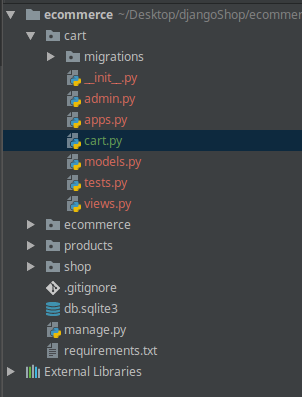 ecommerce ~/Desktop/djangoShop/ecommer
cart
migrations
__init__.py
admin.py
apps.py
cart.py
models.py
tests.py
views.py
ecommerce
products
shop
.gitignore
db.sqlite3
manage.py
requirements.txt
External Libraries